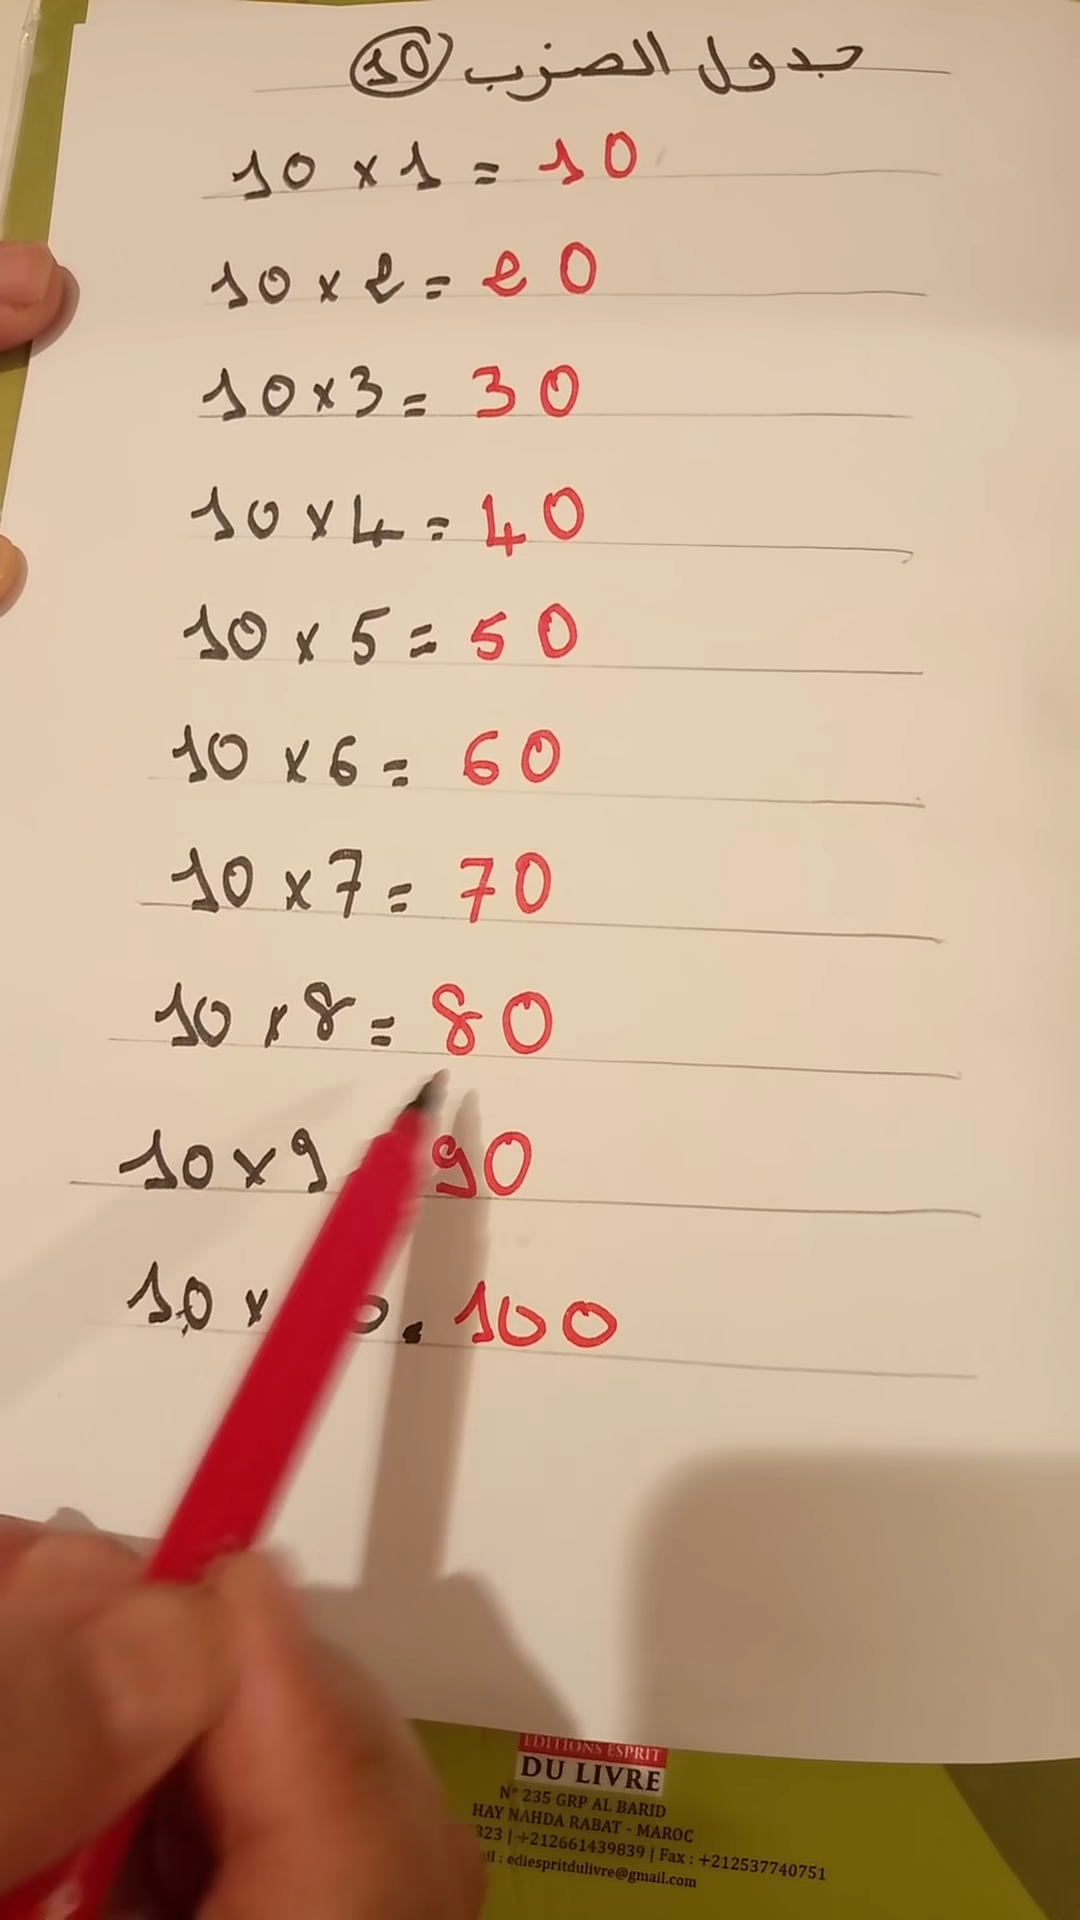 جدول الضرب 10
10 x 1 = 10
10 x 2 = 20
10 x 3 = 30
10 x 4 = 40
10 x 5 = 50
10 x 6 = 60
10 x 7 = 70
10 x 8 = 80
10 x 9 90
10 x 0 = 100
EDITIONS ESPRIT
DU LIVRE
N° 235 GRP AL BARID
HAY NAHDA RABAT - MAROC
323 | +212661439839 | Fax : +212537740751
il : ediespritdulivre@gmail.com